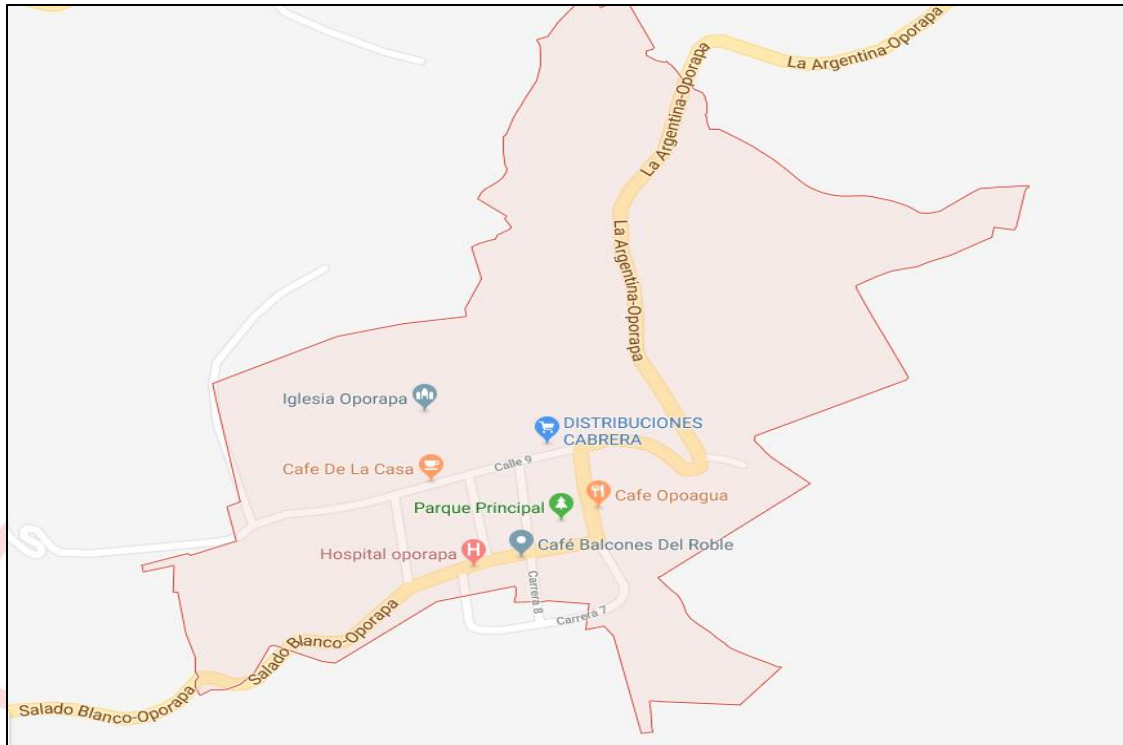 La Argentina-Oporapa
La Argentina-Oporapa
La Argentina-Oporapa
Iglesia Oporapa
DISTRIBUCIONES
CABRERA
Calle 9
Cafe De La Casa
Cafe Opoagua
Parque Principal
Café Balcones Del Roble
Hospital oporapa
Carrera 8
Carrera 7
Salado Blanco-Oporapa
Salado Blanco-Oporapa